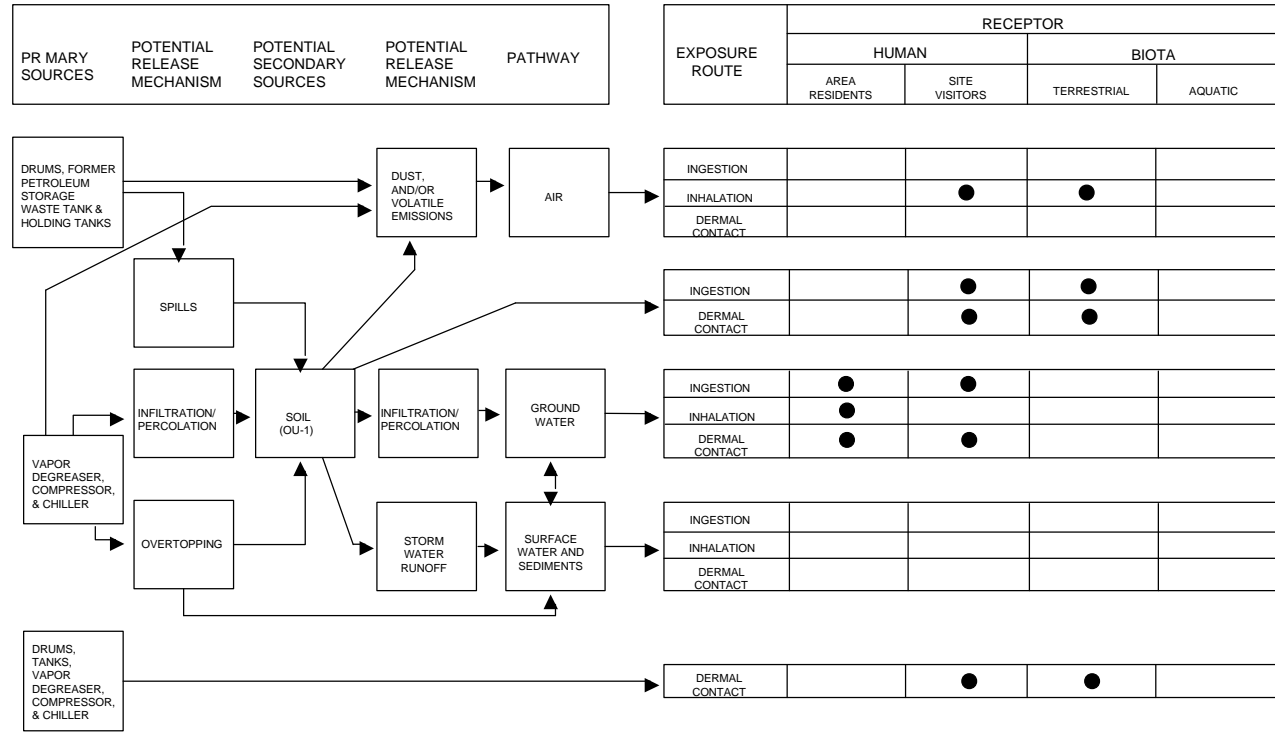 PR MARY
SOURCES
POTENTIAL
RELEASE
MECHANISM
POTENTIAL
SECONDARY
SOURCES
POTENTIAL
RELEASE
MECHANISM
PATHWAY
EXPOSURE
ROUTE
RECEPTOR
HUMAN
BIOTA
AREA
RESIDENTS
SITE
VISITORS
TERRESTRIAL
AQUATIC
DRUMS, FORMER
PETROLEUM
STORAGE
WASTE TANK &
HOLDING TANKS
DUST,
AND/OR
VOLATILE
EMISSIONS
AIR
INGESTION
INHALATION
DERMAL
CONTACT
SPILLS
INGESTION
DERMAL
CONTACT
INFILTRATION/
PERCOLATION
SOIL
(OU-1)
INFILTRATION/
PERCOLATION
GROUND
WATER
INGESTION
INHALATION
DERMAL
CONTACT
VAPOR
DEGREASER,
COMPRESSOR,
& CHILLER
OVERTOPPING
STORM
WATER
RUNOFF
SURFACE
WATER AND
SEDIMENTS
INGESTION
INHALATION
DERMAL
CONTACT
DRUMS,
TANKS,
VAPOR
DEGREASER,
COMPRESSOR,
& CHILLER
DERMAL
CONTACT